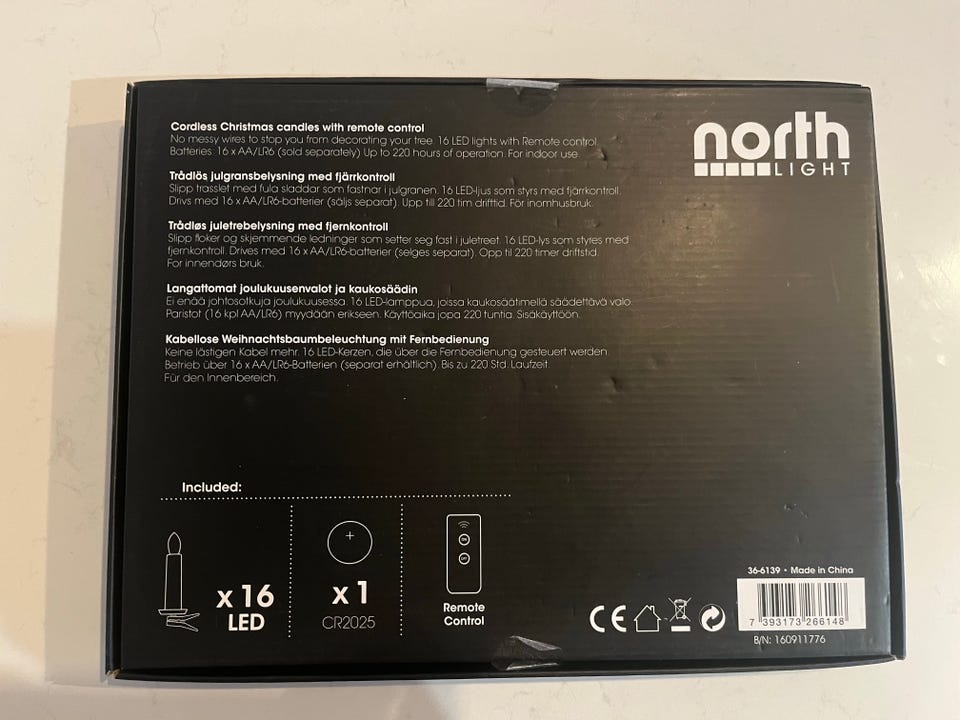 Cordless Christmas candles with remote control
No messy wires to stop you from decorating your tree. 16 LED lights with Remote control.
Batteries: 16 x AA/LR6 (sold separately) Up to 220 hours of operation. For indoor use.
Trådlös julgransbelysning med fjärrkontroll
Slipp trasslet med fula sladdar som fastnar i julgranen. 16 LED-ljus som styrs med fjärrkontroll.
Drivs med 16 x AA/LR6-batterier (säljs separat). Upp till 220 tim drifttid. För inomhusbruk.
Trådløs juletrebelysning med fjernkontroll
Slipp floker og skjemmende ledninger som setter seg fast i juletreet. 16 LED-lys som styres med
fjernkontroll. Drives med 16 x AA/LR6-batterier (selges separat). Opp til 220 timer driftstid.
For innendørs bruk.
Langattomat joulukuusenvalot ja kaukosäädin
Ei enää johtosotkuja joulukuusessa. 16 LED-lamppua, joissa kaukosäätimellä säädettävä valo.
Paristot (16 kpl AA/LR6) myydään erikseen. Käyttöaika jopa 220 tuntia. Sisäkäyttöön.
Kabellose Weihnachtsbaumbeleuchtung mit Fernbedienung
Keine lästigen Kabel mehr. 16 LED-Kerzen, die über die Fernbedienung gesteuert werden.
Betrieb über 16 x AA/LR6-Batterien (separat erhältlich). Bis zu 220 Std. Laufzeit.
Für den Innenbereich.
north
LIGHT
Included:
x 16
LED
x 1
CR2025
ON
OFF
Remote
Control
36-6139 • Made in China
CE
7 393173 266148
B/N: 160911776